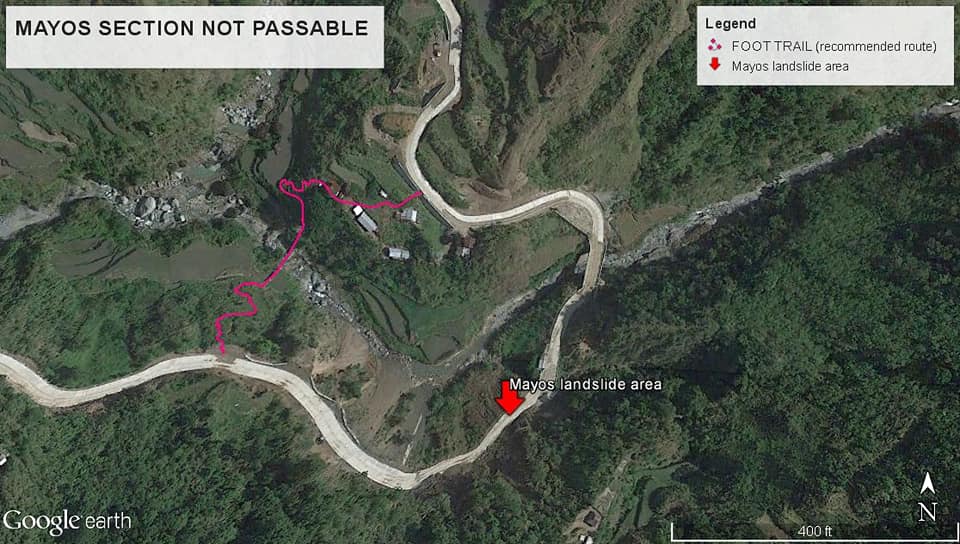 MAYOS SECTION NOT PASSABLE
Legend
FOOT TRAIL (recommended route)
Mayos landslide area
Mayos landslide area
Google earth
N
400 ft